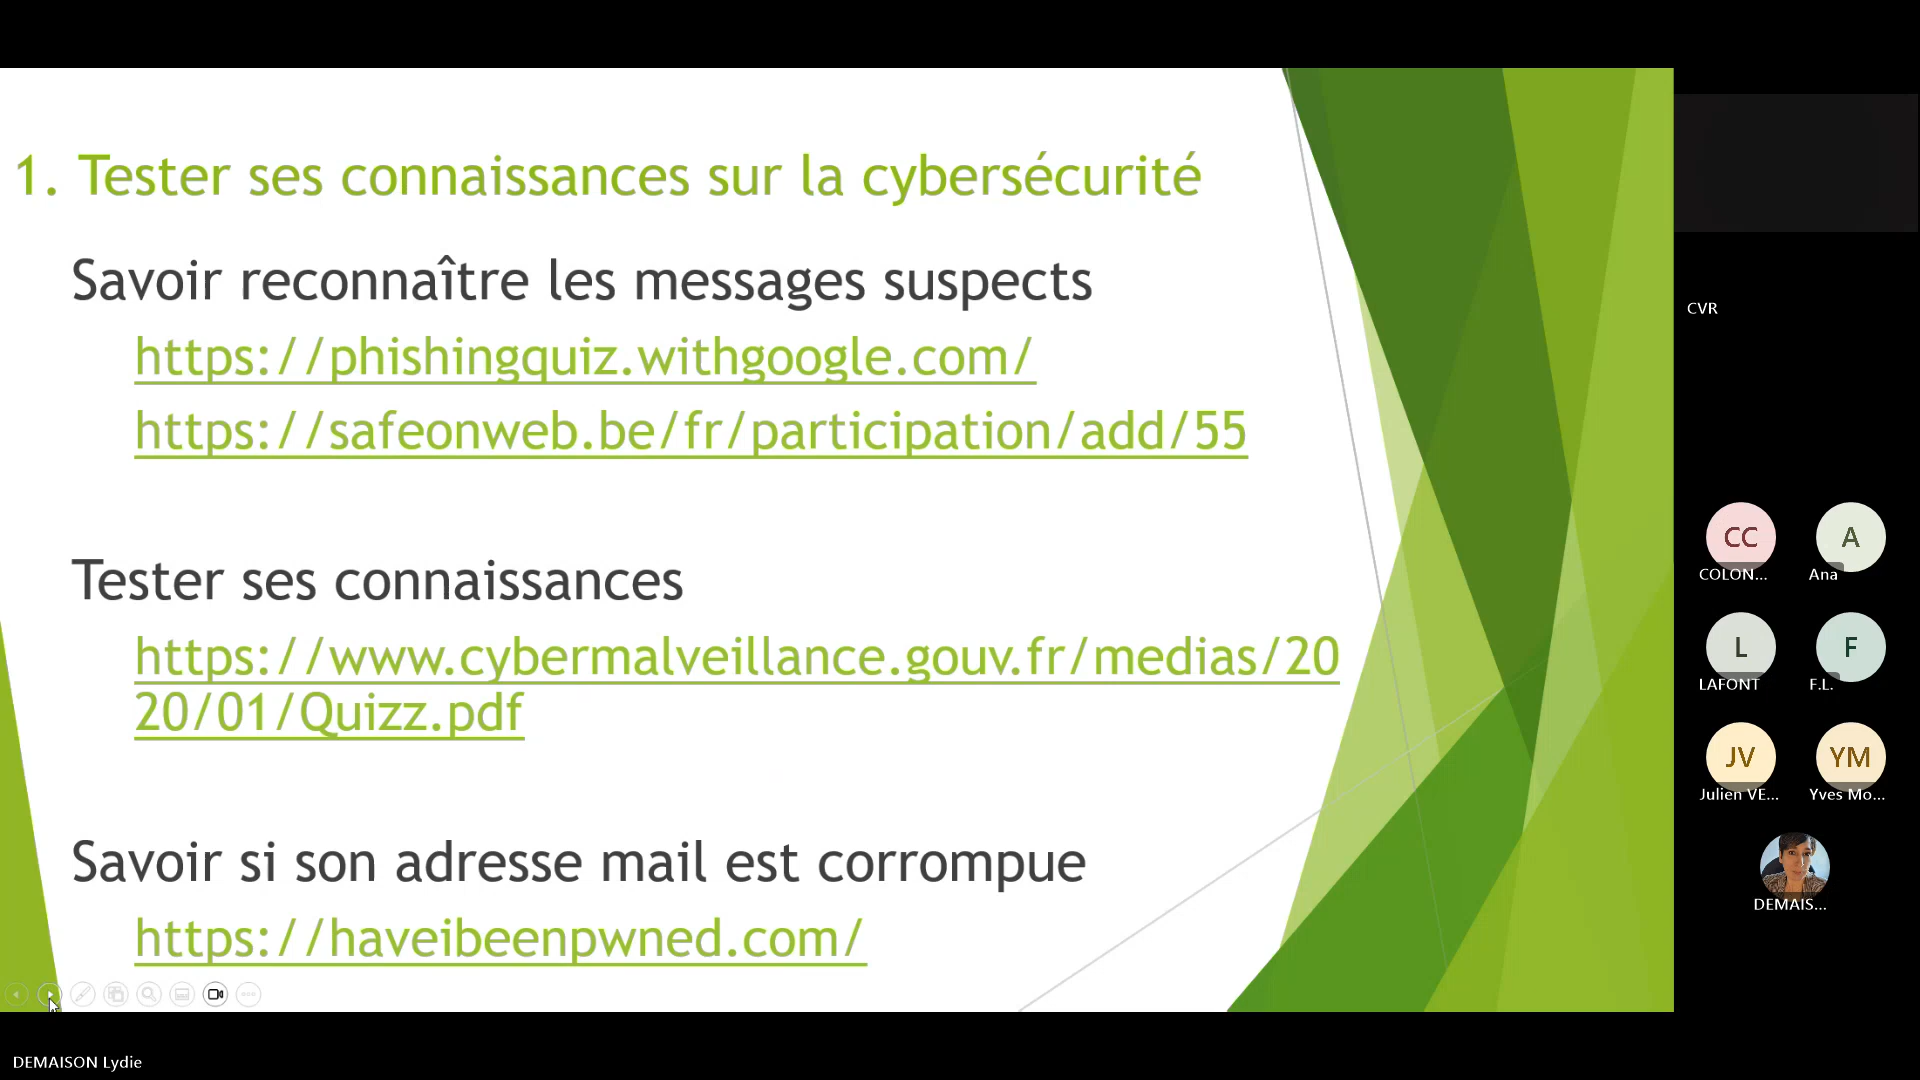 1. Tester ses connaissances sur la cybersécurité
Savoir reconnaître les messages suspects
https://phishingquiz.withgoogle.com/
https://safeonweb.be/fr/participation/add/55
Tester ses connaissances
https://www.cybermalveillance.gouv.fr/medias/20
20/01/Quizz.pdf
Savoir si son adresse mail est corrompue
https://haveibeenpwned.com/
CVR
CC
A
COLON...
Ana
L
F
LAFONT
F.L.
JV
YM
Julien VE...
Yves Mo...
DEMAIS...
DEMAISON Lydie